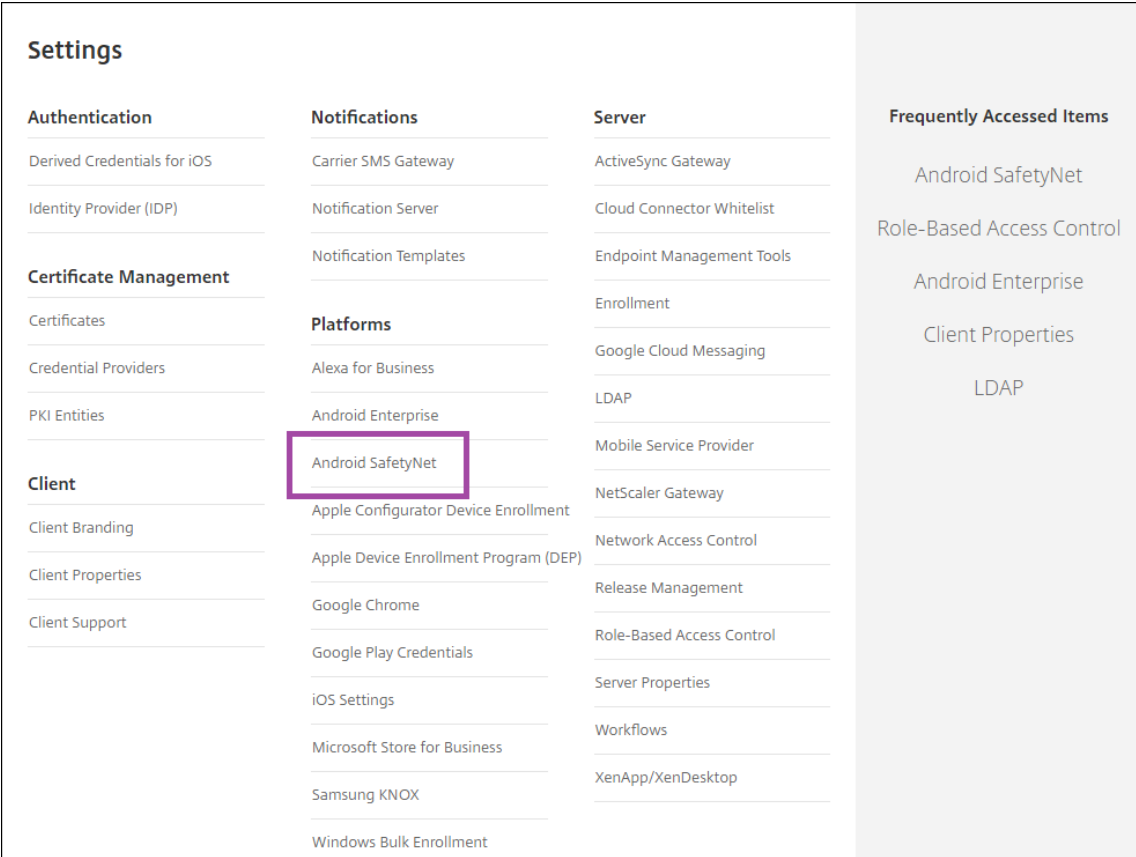 Settings
Authentication
Derived Credentials for iOS
Identity Provider (IDP)
Certificate Management
Certificates
Credential Providers
PKI Entities
Client
Client Branding
Client Properties
Client Support
Notifications
Carrier SMS Gateway
Notification Server
Notification Templates
Platforms
Alexa for Business
Android Enterprise
Android SafetyNet
Apple Configurator Device Enrollment
Apple Device Enrollment Program (DEP)
Google Chrome
Google Play Credentials
iOS Settings
Microsoft Store for Business
Samsung KNOX
Windows Bulk Enrollment
Server
ActiveSync Gateway
Cloud Connector Whitelist
Endpoint Management Tools
Enrollment
Google Cloud Messaging
LDAP
Mobile Service Provider
NetScaler Gateway
Network Access Control
Release Management
Role-Based Access Control
Server Properties
Workflows
XenApp/XenDesktop
Frequently Accessed Items
Android SafetyNet
Role-Based Access Control
Android Enterprise
Client Properties
LDAP